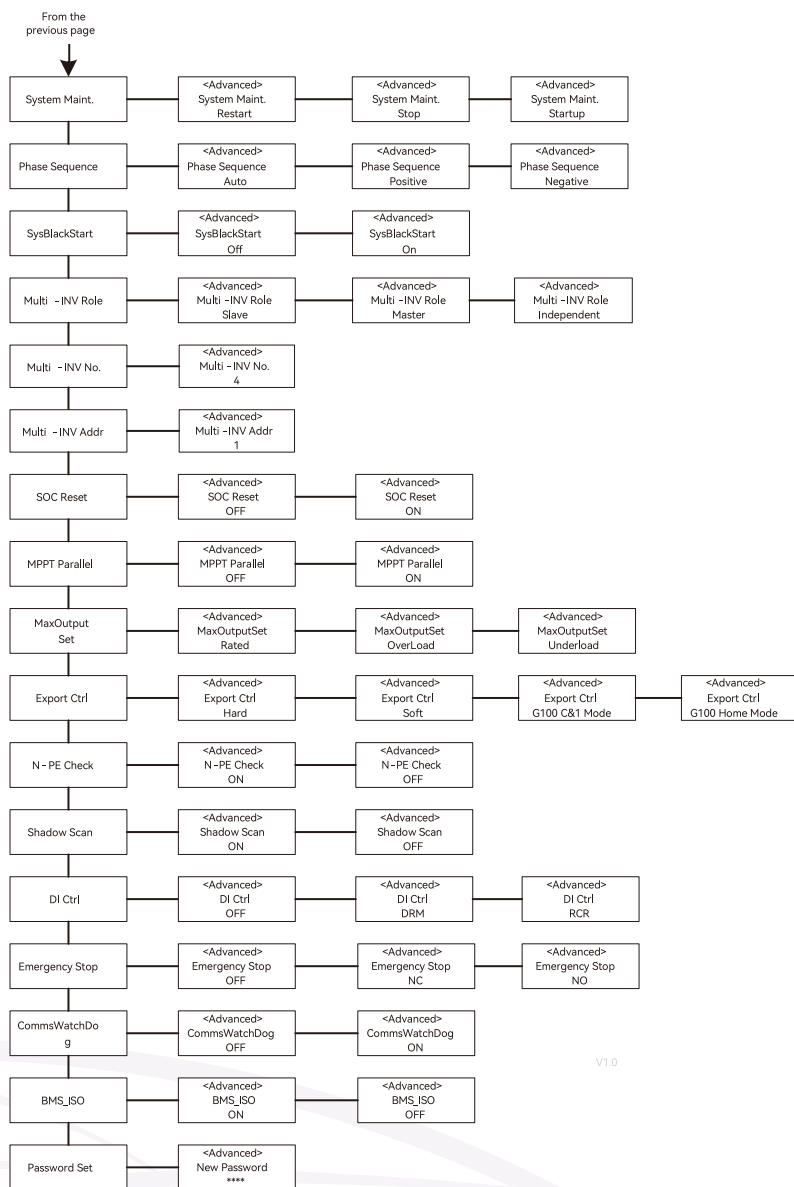 From the
previous page
System Maint.
<Advanced>
System Maint.
Restart
<Advanced>
System Maint.
Stop
<Advanced>
System Maint.
Startup
Phase Sequence
<Advanced>
Phase Sequence
Auto
<Advanced>
Phase Sequence
Positive
<Advanced>
Phase Sequence
Negative
SysBlackStart
<Advanced>
SysBlackStart
Off
<Advanced>
SysBlackStart
On
Multi -INV Role
<Advanced>
Multi -INV Role
Slave
<Advanced>
Multi -INV Role
Master
<Advanced>
Multi -INV Role
Independent
Multi -INV No.
<Advanced>
Multi -INV No.
4
Multi -INV Addr
<Advanced>
Multi -INV Addr
1
SOC Reset
<Advanced>
SOC Reset
OFF
<Advanced>
SOC Reset
ON
MPPT Parallel
<Advanced>
MPPT Parallel
OFF
<Advanced>
MPPT Parallel
ON
MaxOutput
Set
<Advanced>
MaxOutputSet
Rated
<Advanced>
MaxOutputSet
OverLoad
<Advanced>
MaxOutputSet
Underload
Export Ctrl
<Advanced>
Export Ctrl
Hard
<Advanced>
Export Ctrl
Soft
<Advanced>
Export Ctrl
G100 C&1 Mode
<Advanced>
Export Ctrl
G100 Home Mode
N-PE Check
<Advanced>
N-PE Check
ON
<Advanced>
N-PE Check
OFF
Shadow Scan
<Advanced>
Shadow Scan
ON
<Advanced>
Shadow Scan
OFF
DI Ctrl
<Advanced>
DI Ctrl
OFF
<Advanced>
DI Ctrl
DRM
<Advanced>
DI Ctrl
RCR
Emergency Stop
<Advanced>
Emergency Stop
OFF
<Advanced>
Emergency Stop
NC
<Advanced>
Emergency Stop
NO
CommsWatchDo
g
<Advanced>
CommsWatchDog
OFF
<Advanced>
CommsWatchDog
ON
V1.0
BMS_ISO
<Advanced>
BMS_ISO
ON
<Advanced>
BMS_ISO
OFF
Password Set
<Advanced>
New Password
****